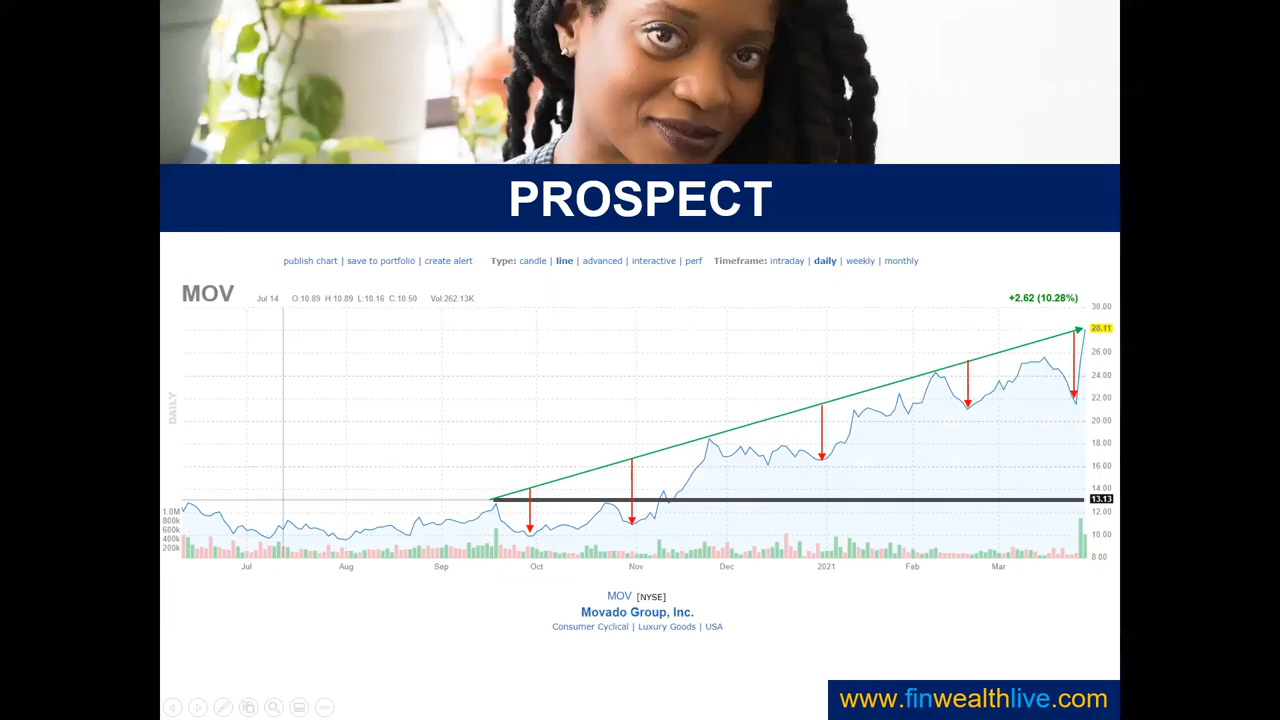 PROSPECT
publish chart | save to portfolio | create alert Type: candle | line | advanced | interactive | perf Timeframe: intraday | daily | weekly | monthly
MOV Jul 14 O:10.89 H:10.89 L:10.16 C:10.50 Vol:262.13K +2.62 (10.28%)
30.00
28.11
26.00
24.00
22.00
20.00
18.00
16.00
14.00
13.13
12.00
10.00
8.00
DAILY
1.0M
800k
600k
400k
200k
Jul Aug Sep Oct Nov Dec 2021 Feb Mar
MOV [NYSE]
Movado Group, Inc.
Consumer Cyclical | Luxury Goods | USA
www.finwealthlive.com